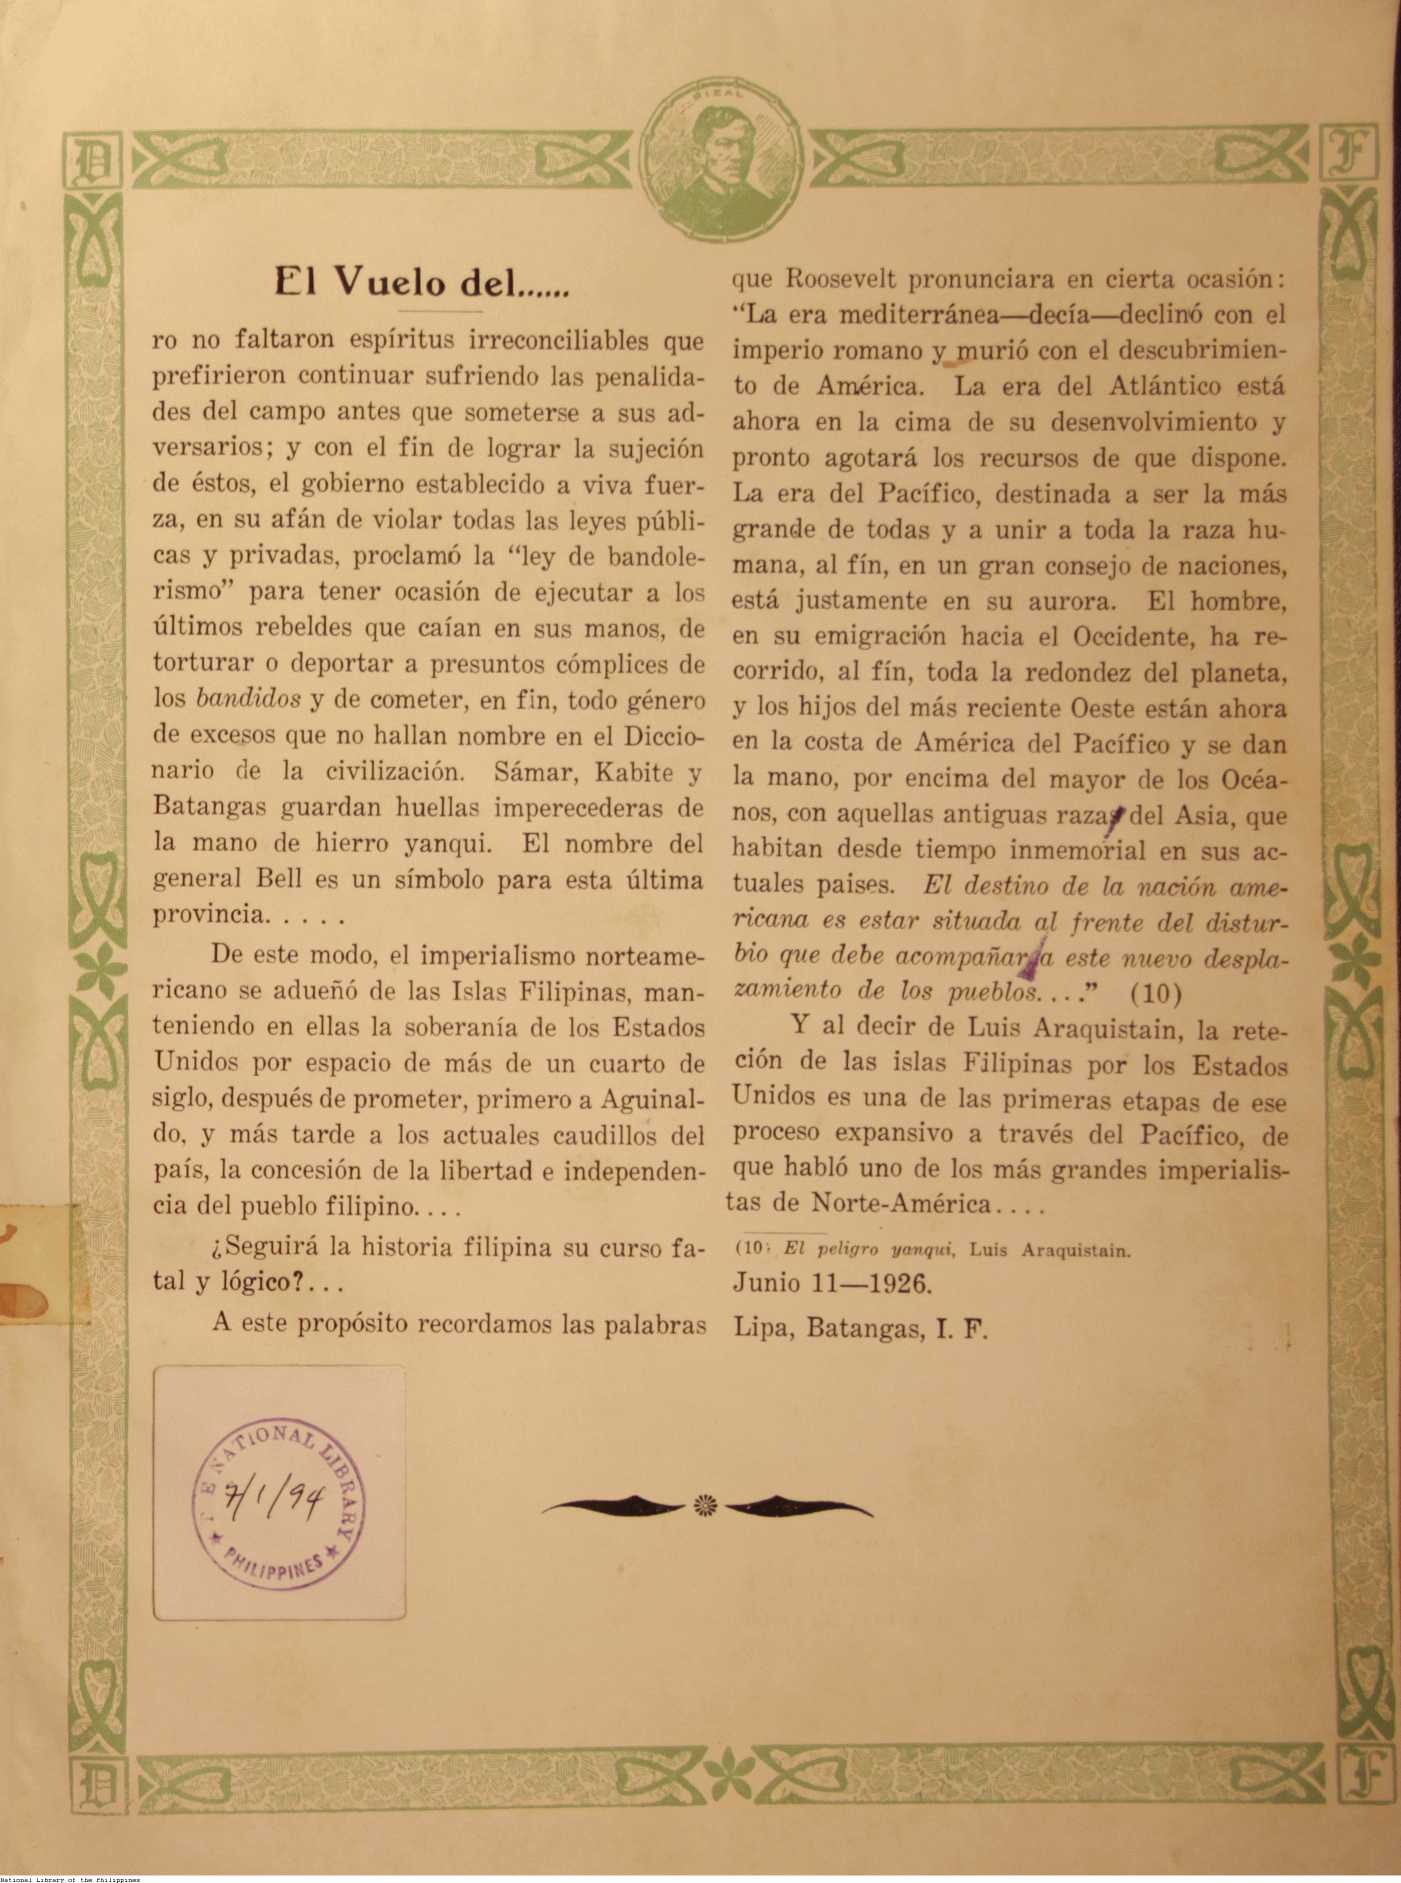 RIZAL
D
F
El Vuelo del......
ro no faltaron espíritus irreconciliables que
prefirieron continuar sufriendo las penalida-
des del campo antes que someterse a sus ad-
versarios; y con el fin de lograr la sujeción
de éstos, el gobierno establecido a viva fuer-
za, en su afán de violar todas las leyes públi-
cas y privadas, proclamó la “ley de bandole-
rismo” para tener ocasión de ejecutar a los
últimos rebeldes que caían en sus manos, de
torturar o deportar a presuntos cómplices de
los bandidos y de cometer, en fin, todo género
de excesos que no hallan nombre en el Diccio-
nario de la civilización. Sámar, Kabite y
Batangas guardan huellas imperecederas de
la mano de hierro yanqui. El nombre del
general Bell es un símbolo para esta última
provincia. . . . .
De este modo, el imperialismo norteame-
ricano se adueñó de las Islas Filipinas, man-
teniendo en ellas la soberanía de los Estados
Unidos por espacio de más de un cuarto de
siglo, después de prometer, primero a Aguinal-
do, y más tarde a los actuales caudillos del
país, la concesión de la libertad e independen-
cia del pueblo filipino. . . .
¿Seguirá la historia filipina su curso fa-
tal y lógico?. . .
A este propósito recordamos las palabras
que Roosevelt pronunciara en cierta ocasión:
“La era mediterránea—decía—declinó con el
imperio romano y murió con el descubrimien-
to de América. La era del Atlántico está
ahora en la cima de su desenvolvimiento y
pronto agotará los recursos de que dispone.
La era del Pacífico, destinada a ser la más
grande de todas y a unir a toda la raza hu-
mana, al fín, en un gran consejo de naciones,
está justamente en su aurora. El hombre,
en su emigración hacia el Occidente, ha re-
corrido, al fín, toda la redondez del planeta,
y los hijos del más reciente Oeste están ahora
en la costa de América del Pacífico y se dan
la mano, por encima del mayor de los Océa-
nos, con aquellas antiguas razas del Asia, que
habitan desde tiempo inmemorial en sus ac-
tuales paises. El destino de la nación ame-
ricana es estar situada al frente del distur-
bio que debe acompañar a este nuevo despla-
zamiento de los pueblos. . . .” (10)
Y al decir de Luis Araquistain, la rete-
ción de las islas Filipinas por los Estados
Unidos es una de las primeras etapas de ese
proceso expansivo a través del Pacífico, de
que habló uno de los más grandes imperialis-
tas de Norte-América. . . .
(10) El peligro yanqui, Luis Araquistain.
Junio 11—1926.
Lipa, Batangas, I. F.
NATIONAL LIBRARY
7/1/94
PHILIPPINES
D
F
National Library of the Philippines